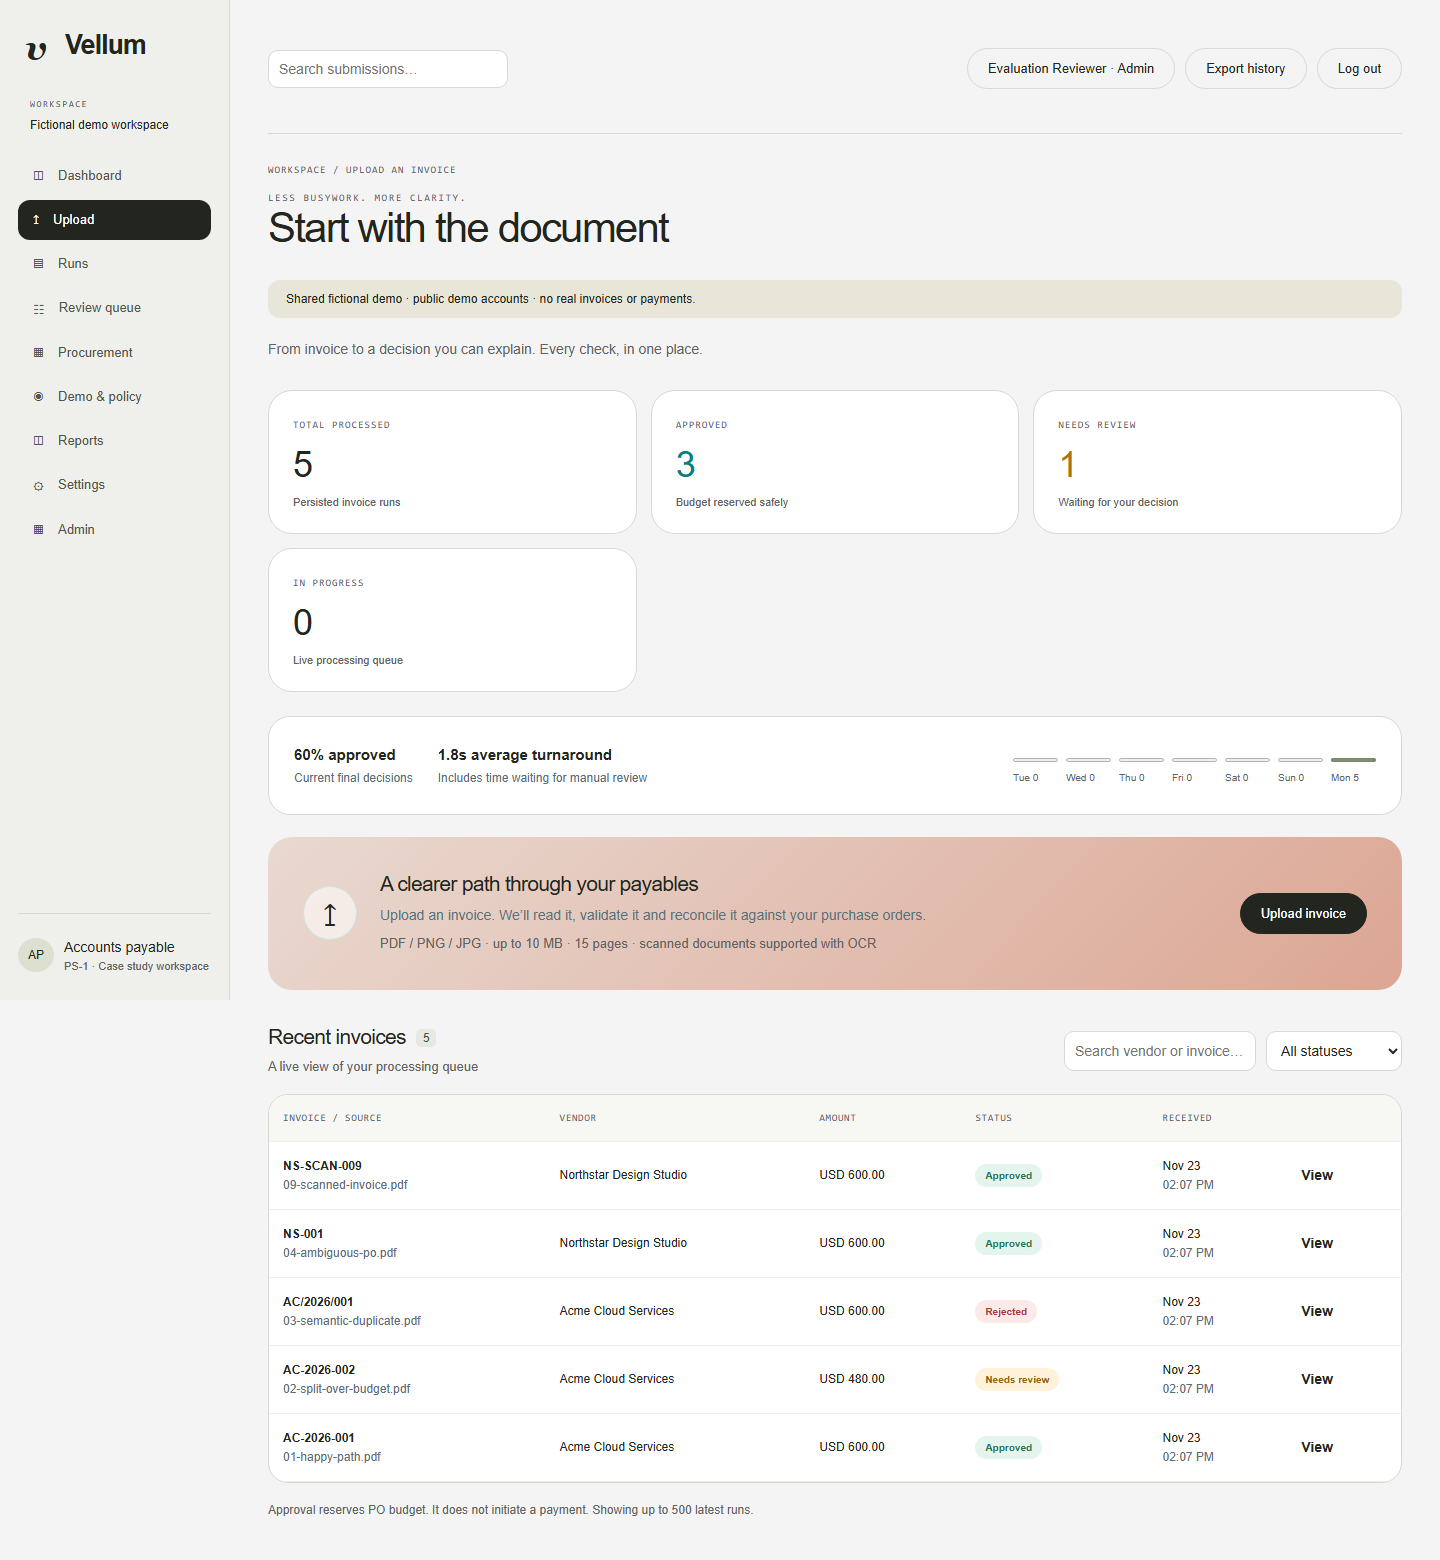 v Vellum
WORKSPACE
Fictional demo workspace
Dashboard
Upload
Runs
Review queue
Procurement
Demo & policy
Reports
Settings
Admin
AP
Accounts payable
PS-1 · Case study workspace
Search submissions…
Evaluation Reviewer · Admin
Export history
Log out
WORKSPACE / UPLOAD AN INVOICE
LESS BUSYWORK. MORE CLARITY.
Start with the document
Shared fictional demo · public demo accounts · no real invoices or payments.
From invoice to a decision you can explain. Every check, in one place.
TOTAL PROCESSED
5
Persisted invoice runs
APPROVED
3
Budget reserved safely
NEEDS REVIEW
1
Waiting for your decision
IN PROGRESS
0
Live processing queue
60% approved
Current final decisions
1.8s average turnaround
Includes time waiting for manual review
Tue 0 Wed 0 Thu 0 Fri 0 Sat 0 Sun 0 Mon 5
A clearer path through your payables
Upload an invoice. We’ll read it, validate it and reconcile it against your purchase orders.
PDF / PNG / JPG · up to 10 MB · 15 pages · scanned documents supported with OCR
Upload invoice
Recent invoices 5
A live view of your processing queue
Search vendor or invoice…
All statuses
INVOICE / SOURCE VENDOR AMOUNT STATUS RECEIVED
NS-SCAN-009
09-scanned-invoice.pdf
Northstar Design Studio
USD 600.00
Approved
Nov 23
02:07 PM
View
NS-001
04-ambiguous-po.pdf
Northstar Design Studio
USD 600.00
Approved
Nov 23
02:07 PM
View
AC/2026/001
03-semantic-duplicate.pdf
Acme Cloud Services
USD 600.00
Rejected
Nov 23
02:07 PM
View
AC-2026-002
02-split-over-budget.pdf
Acme Cloud Services
USD 480.00
Needs review
Nov 23
02:07 PM
View
AC-2026-001
01-happy-path.pdf
Acme Cloud Services
USD 600.00
Approved
Nov 23
02:07 PM
View
Approval reserves PO budget. It does not initiate a payment. Showing up to 500 latest runs.